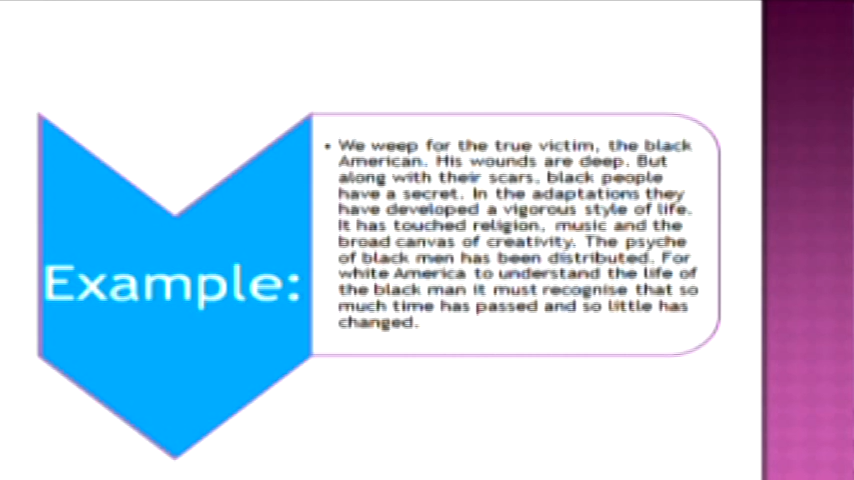 Example:
• We weep for the true victim, the black
American. His wounds are deep. But
along with their scars, black people
have a secret. In the adaptations they
have developed a vigorous style of life.
It has touched religion, music and the
broad canvas of creativity. The psyche
of black men has been distributed. For
white America to understand the life of
the black man it must recognise that so
much time has passed and so little has
changed.